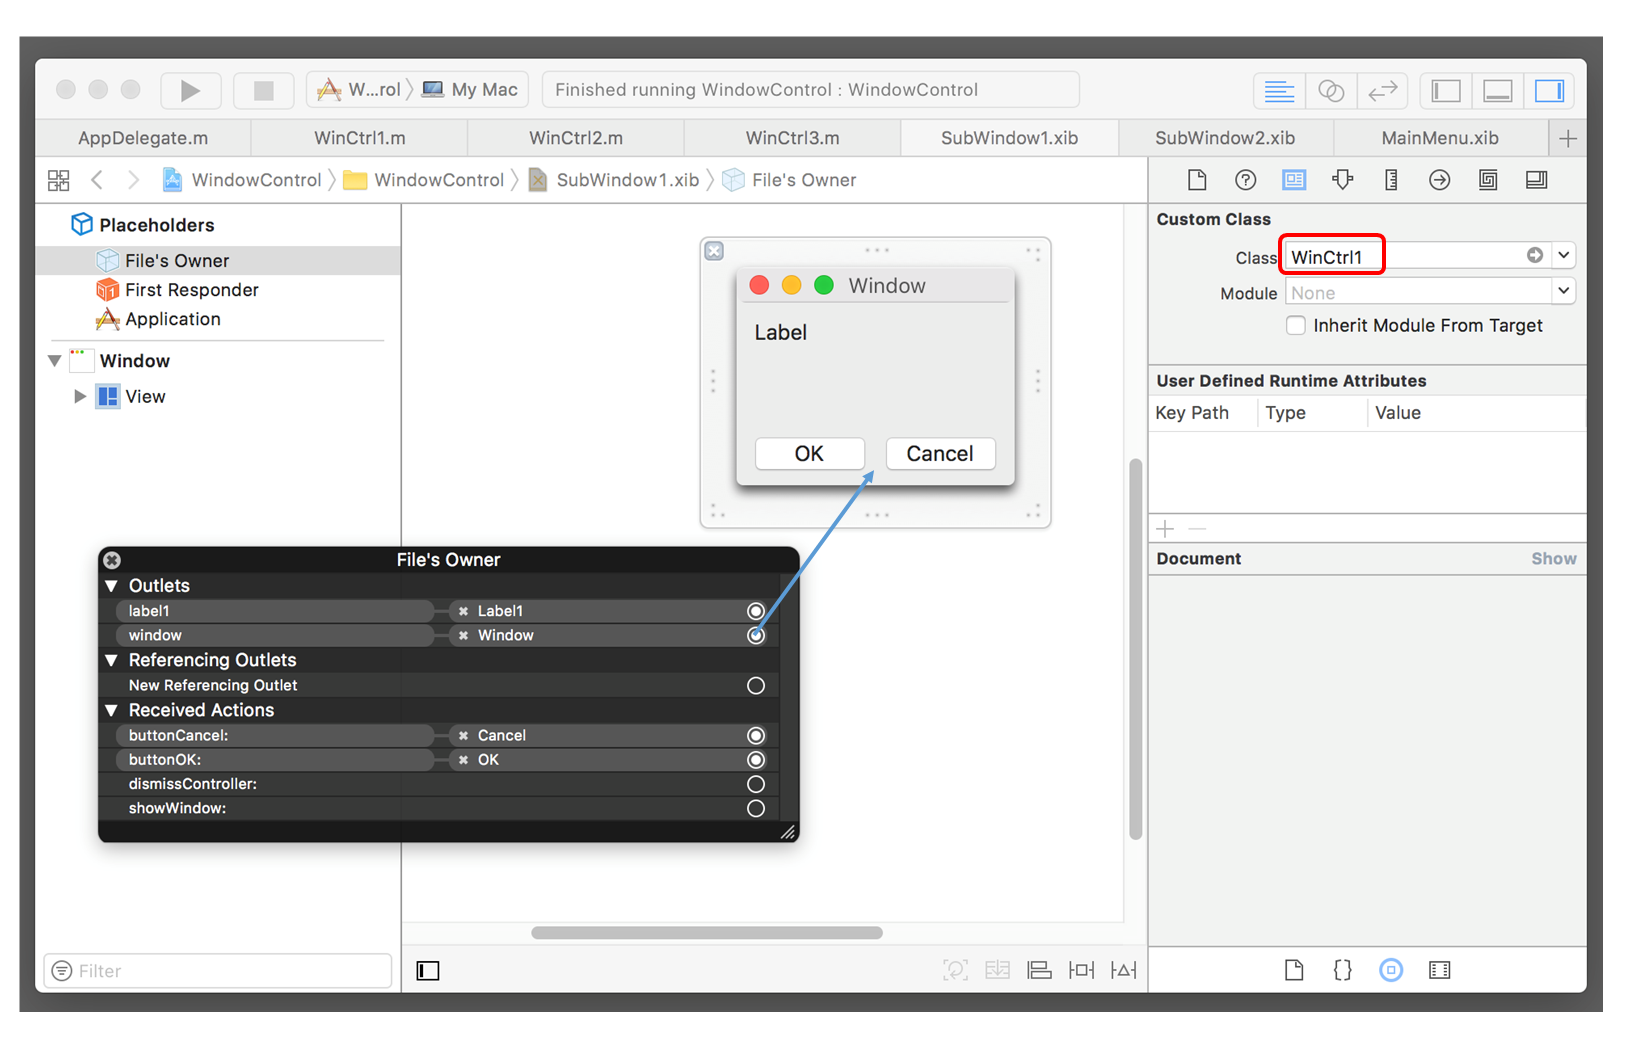 W...rol My Mac Finished running WindowControl : WindowControl
AppDelegate.m WinCtrl1.m WinCtrl2.m WinCtrl3.m SubWindow1.xib SubWindow2.xib MainMenu.xib
WindowControl WindowControl SubWindow1.xib File's Owner
Placeholders
File's Owner
First Responder
Application
Window
View
Window
Label
OK Cancel
File's Owner
Outlets
label1 Label1
window Window
Referencing Outlets
New Referencing Outlet
Received Actions
buttonCancel: Cancel
buttonOK: OK
dismissController:
showWindow:
Filter
Custom Class
Class WinCtrl1
Module None
Inherit Module From Target
User Defined Runtime Attributes
Key Path Type Value
Document Show